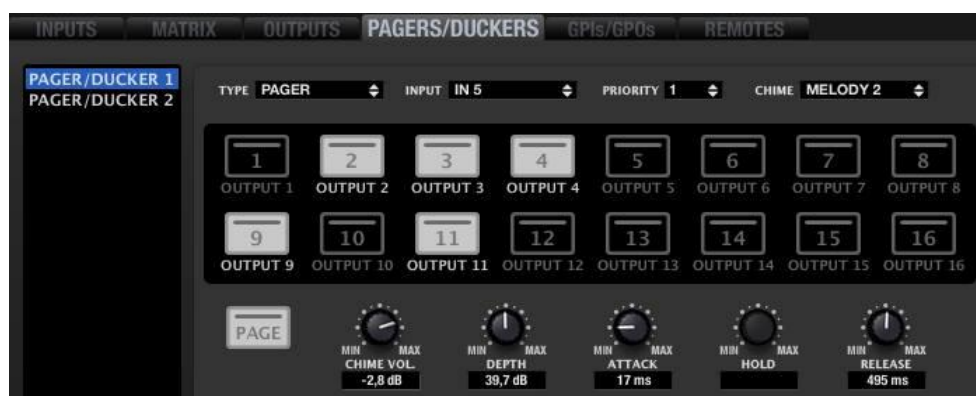 INPUTS MATRIX OUTPUTS PAGERS/DUCKERS GPIs/GPOs REMOTES
PAGER/DUCKER 1
PAGER/DUCKER 2
TYPE PAGER INPUT IN 5 PRIORITY 1 CHIME MELODY 2
1 2 3 4 5 6 7 8
OUTPUT 1 OUTPUT 2 OUTPUT 3 OUTPUT 4 OUTPUT 5 OUTPUT 6 OUTPUT 7 OUTPUT 8
9 10 11 12 13 14 15 16
OUTPUT 9 OUTPUT 10 OUTPUT 11 OUTPUT 12 OUTPUT 13 OUTPUT 14 OUTPUT 15 OUTPUT 16
PAGE
MIN MAX MIN MAX MIN MAX MIN MAX MIN MAX
CHIME VOL. DEPTH ATTACK HOLD RELEASE
-2,8 dB 39,7 dB 17 ms 495 ms